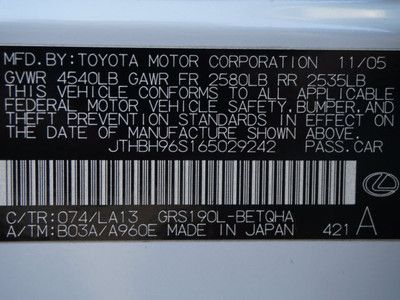 MFD.BY: TOYOTA MOTOR CORPORATION 11/05
GVWR 4540LB GAWR FR 2580LB RR 2535LB
THIS VEHICLE CONFORMS TO ALL APPLICABLE
FEDERAL MOTOR VEHICLE SAFETY,BUMPER,AND
THEFT PREVENTION STANDARDS IN EFFECT ON
THE DATE OF MANUFACTURE SHOWN ABOVE.
JTHBH96S165029242 PASS.CAR
C/TR: 074/LA13 GRS190L-BETQHA
A/TM: B03A/A960E MADE IN JAPAN 421 A